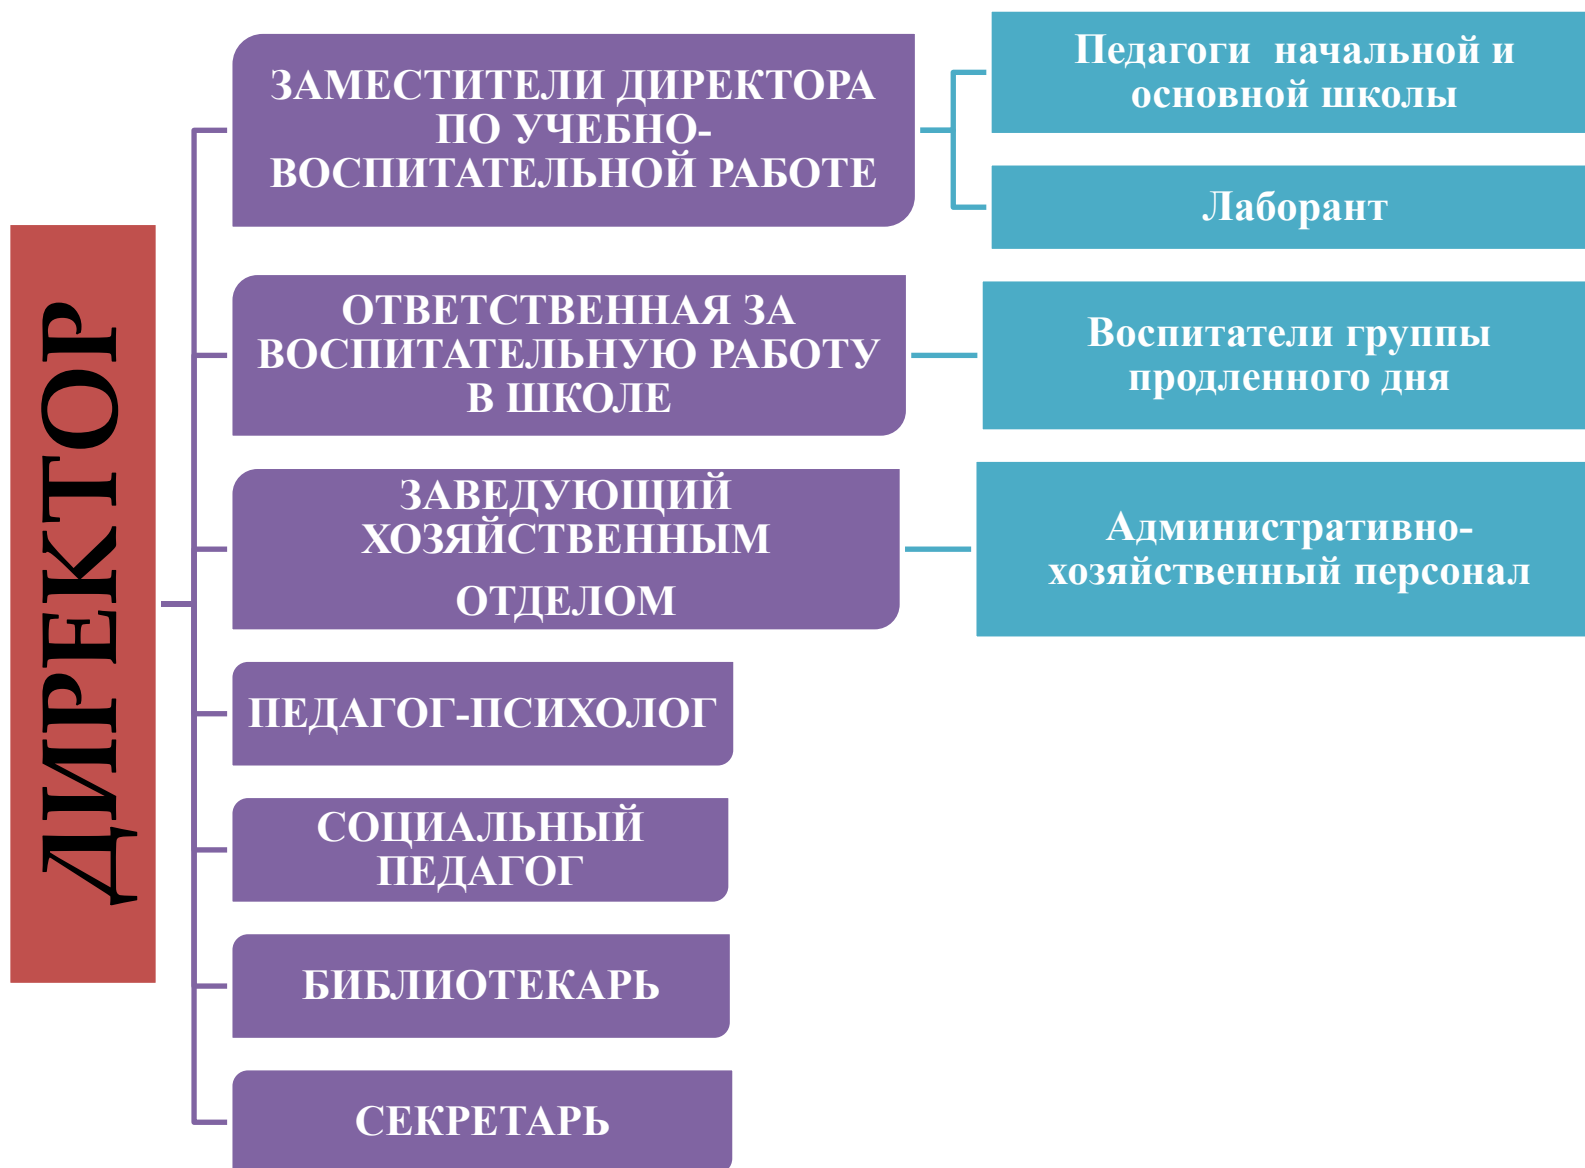 ДИРЕКТОР
ЗАМЕСТИТЕЛИ ДИРЕКТОРА
ПО УЧЕБНО-
ВОСПИТАТЕЛЬНОЙ РАБОТЕ
Педагоги начальной и
основной школы
Лаборант
ОТВЕТСТВЕННАЯ ЗА
ВОСПИТАТЕЛЬНУЮ РАБОТУ
В ШКОЛЕ
Воспитатели группы
продленного дня
ЗАВЕДУЮЩИЙ
ХОЗЯЙСТВЕННЫМ
ОТДЕЛОМ
Административно-
хозяйственный персонал
ПЕДАГОГ-ПСИХОЛОГ
СОЦИАЛЬНЫЙ
ПЕДАГОГ
БИБЛИОТЕКАРЬ
СЕКРЕТАРЬ